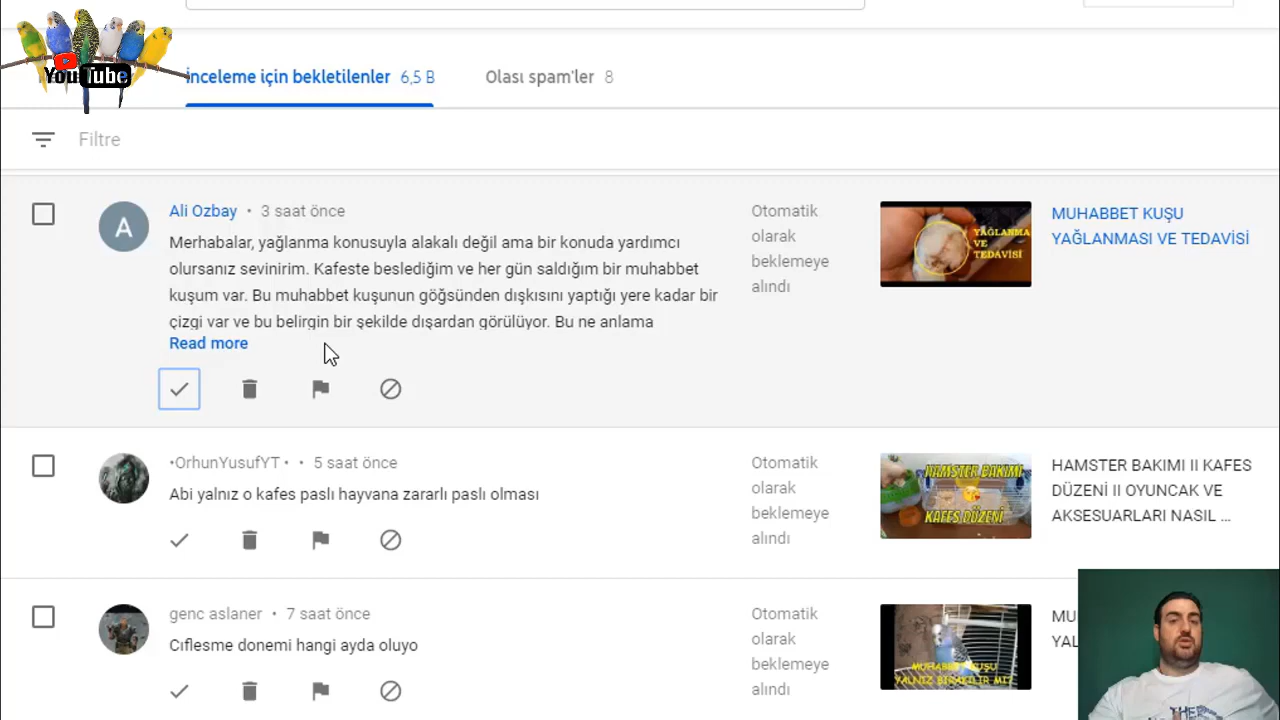 YouTube
İnceleme için bekletilenler 6,5 B
Olası spam'ler 8
Filtre
Ali Ozbay • 3 saat önce
Merhabalar, yağlanma konusuyla alakalı değil ama bir konuda yardımcı
olursanız sevinirim. Kafeste beslediğim ve her gün saldığım bir muhabbet
kuşum var. Bu muhabbet kuşunun göğsünden dışkısını yaptığı yere kadar bir
çizgi var ve bu belirgin bir şekilde dışardan görülüyor. Bu ne anlama
Read more
Otomatik
olarak
beklemeye
alındı
YAĞLANMA
VE
TEDAVİSİ
MUHABBET KUŞU
YAĞLANMASI VE TEDAVİSİ
•OrhunYusufYT • • 5 saat önce
Abi yalnız o kafes paslı hayvana zararlı paslı olması
Otomatik
olarak
beklemeye
alındı
HAMSTER BAKIMI
KAFES DÜZENİ
HAMSTER BAKIMI II KAFES
DÜZENİ II OYUNCAK VE
AKSESUARLARI NASIL ...
genc aslaner • 7 saat önce
Cıflesme donemi hangi ayda oluyo
Otomatik
olarak
beklemeye
alındı
MUHABBET KUŞU
YALNIZ BIRAKILIR MI?
MU
YAL